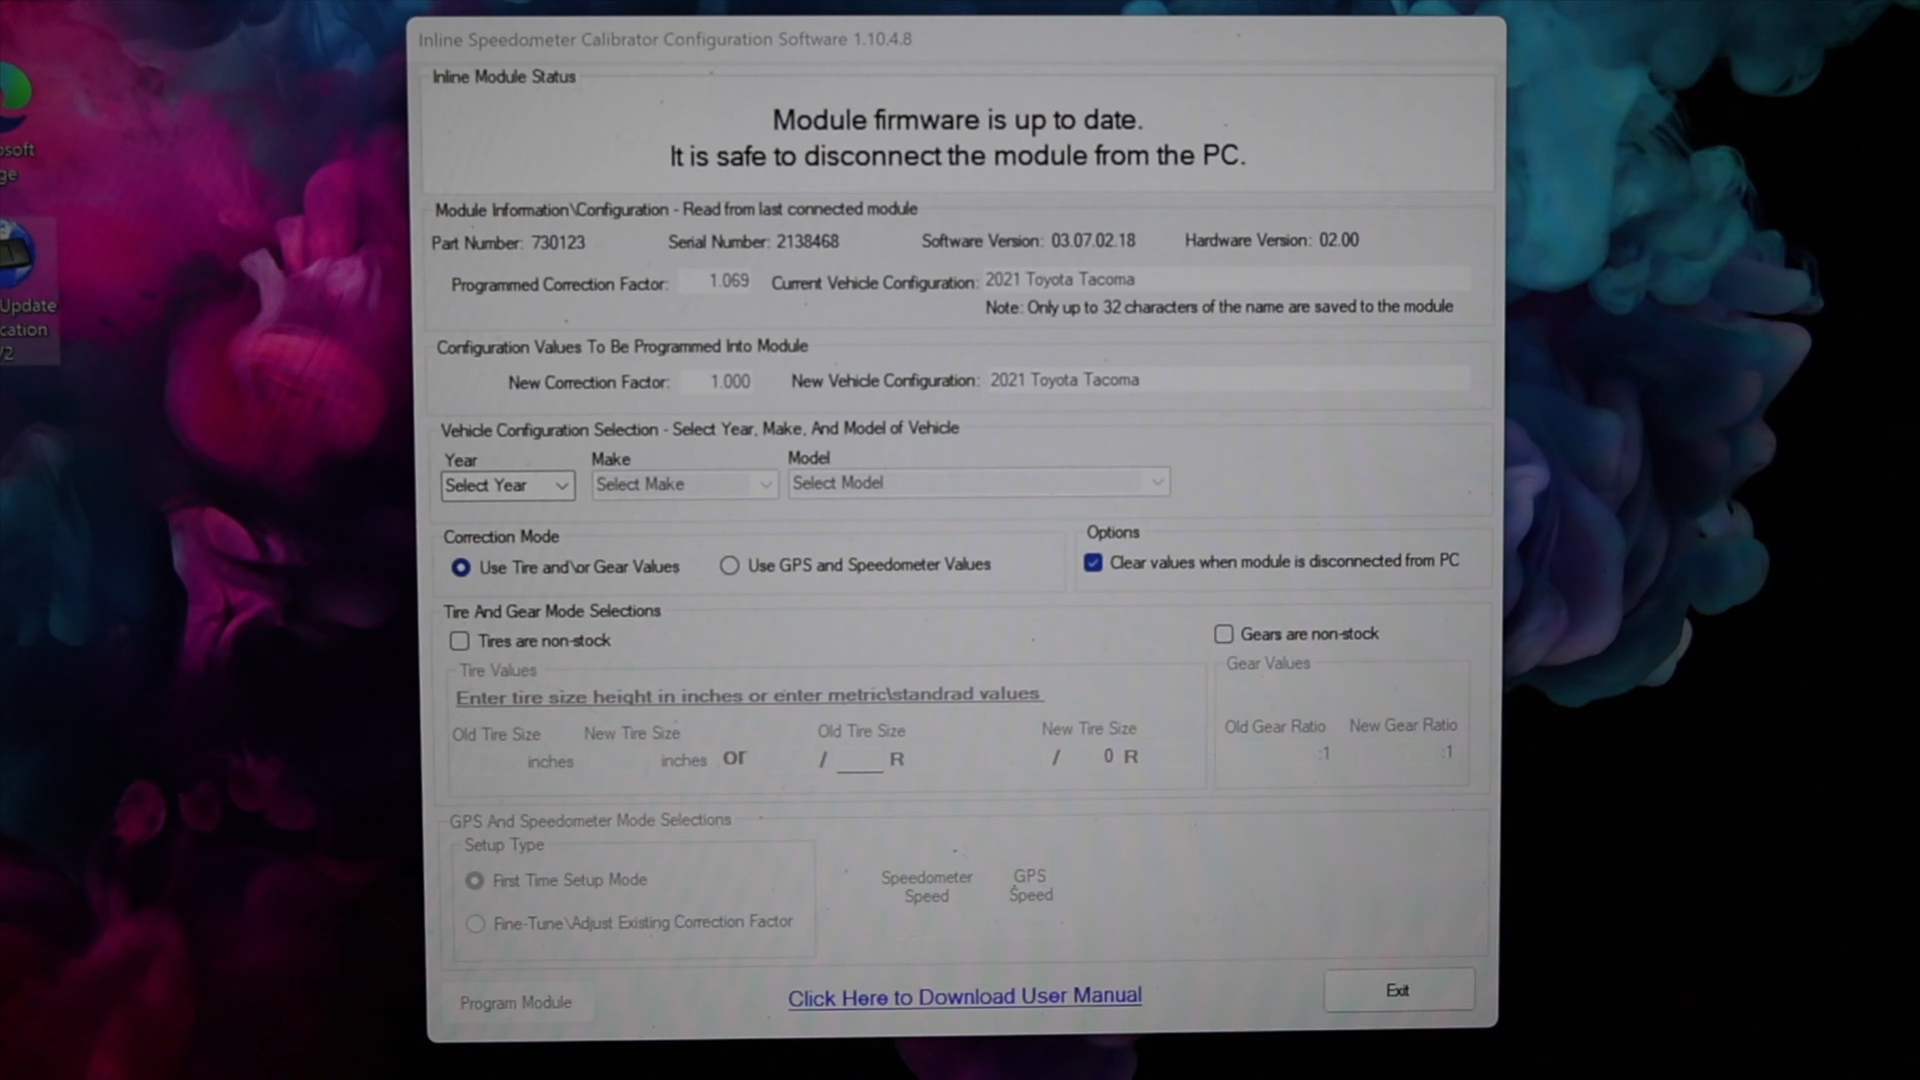 Inline Speedometer Calibrator Configuration Software 1.10.4.8
Inline Module Status
Module firmware is up to date.
It is safe to disconnect the module from the PC.
Module Information\Configuration - Read from last connected module
Part Number: 730123 Serial Number: 2138468 Software Version: 03.07.02.18 Hardware Version: 02.00
Programmed Correction Factor: 1.069 Current Vehicle Configuration: 2021 Toyota Tacoma
Note: Only up to 32 characters of the name are saved to the module
Configuration Values To Be Programmed Into Module
New Correction Factor: 1.000 New Vehicle Configuration: 2021 Toyota Tacoma
Vehicle Configuration Selection - Select Year, Make, And Model of Vehicle
Year Make Model
Select Year Select Make Select Model
Correction Mode Options
Use Tire and\or Gear Values Use GPS and Speedometer Values Clear values when module is disconnected from PC
Tire And Gear Mode Selections
Tires are non-stock Gears are non-stock
Tire Values Gear Values
Enter tire size height in inches or enter metric\standrad values
Old Tire Size New Tire Size Old Tire Size New Tire Size Old Gear Ratio New Gear Ratio
inches inches or / ____ R / 0 R :1 :1
GPS And Speedometer Mode Selections
Setup Type
First Time Setup Mode
Speedometer Speed GPS Speed
Fine-Tune\Adjust Existing Correction Factor
Program Module Click Here to Download User Manual Exit
osoft
ge
Update
cation